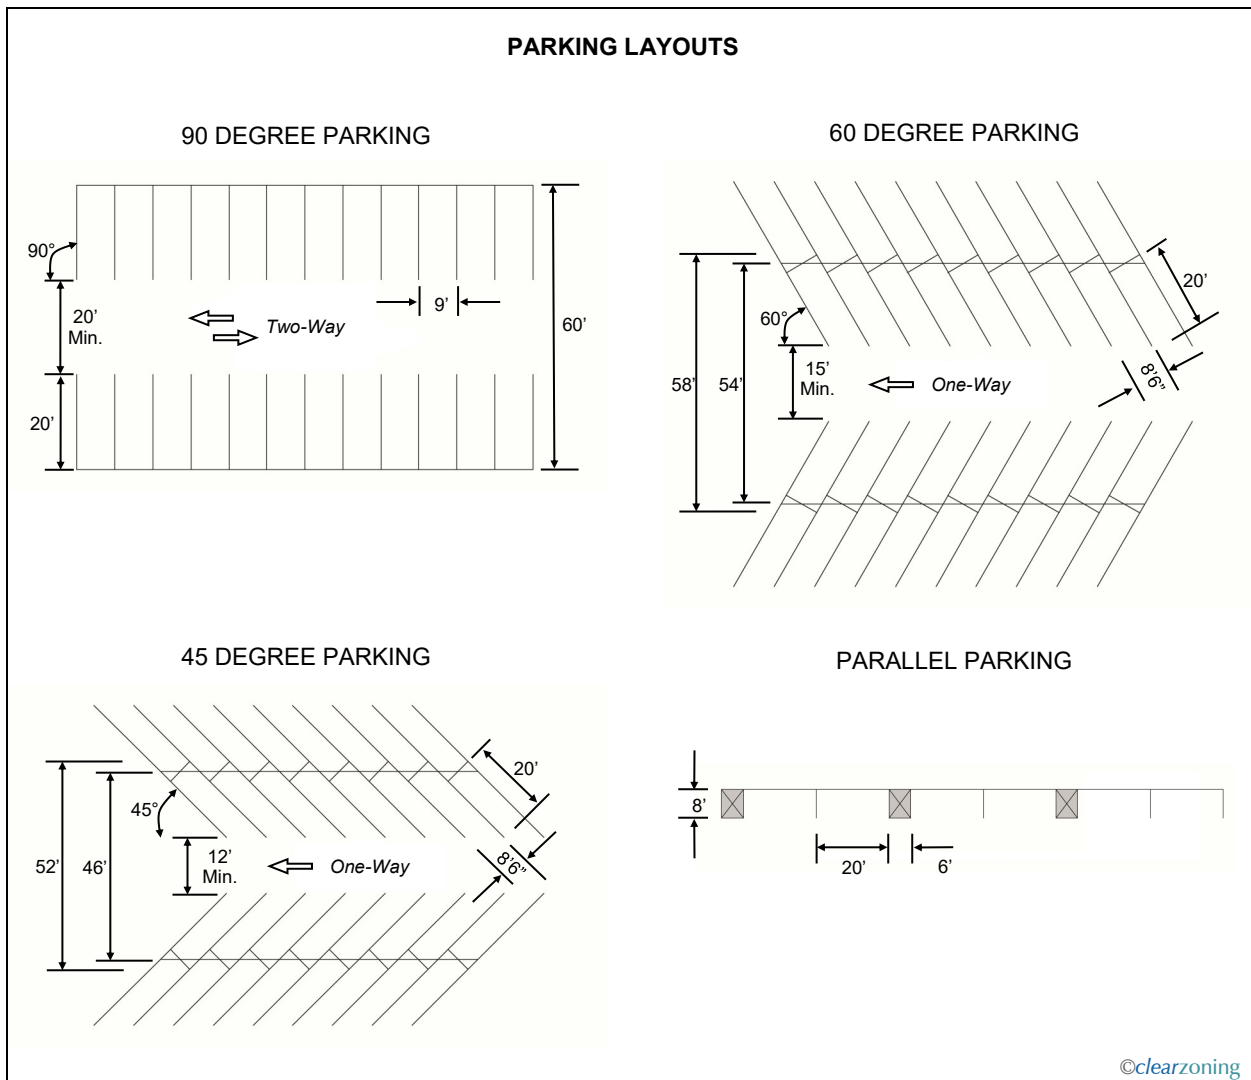 PARKING LAYOUTS
90 DEGREE PARKING
90°
20’
Min.
Two-Way
9’
60’
20’
60 DEGREE PARKING
20’
60°
58’
54’
15’
Min.
One-Way
8’6”
45 DEGREE PARKING
20’
45°
52’
46’
12’
Min.
One-Way
8’6”
PARALLEL PARKING
8’
20’
6’
©clearzoning